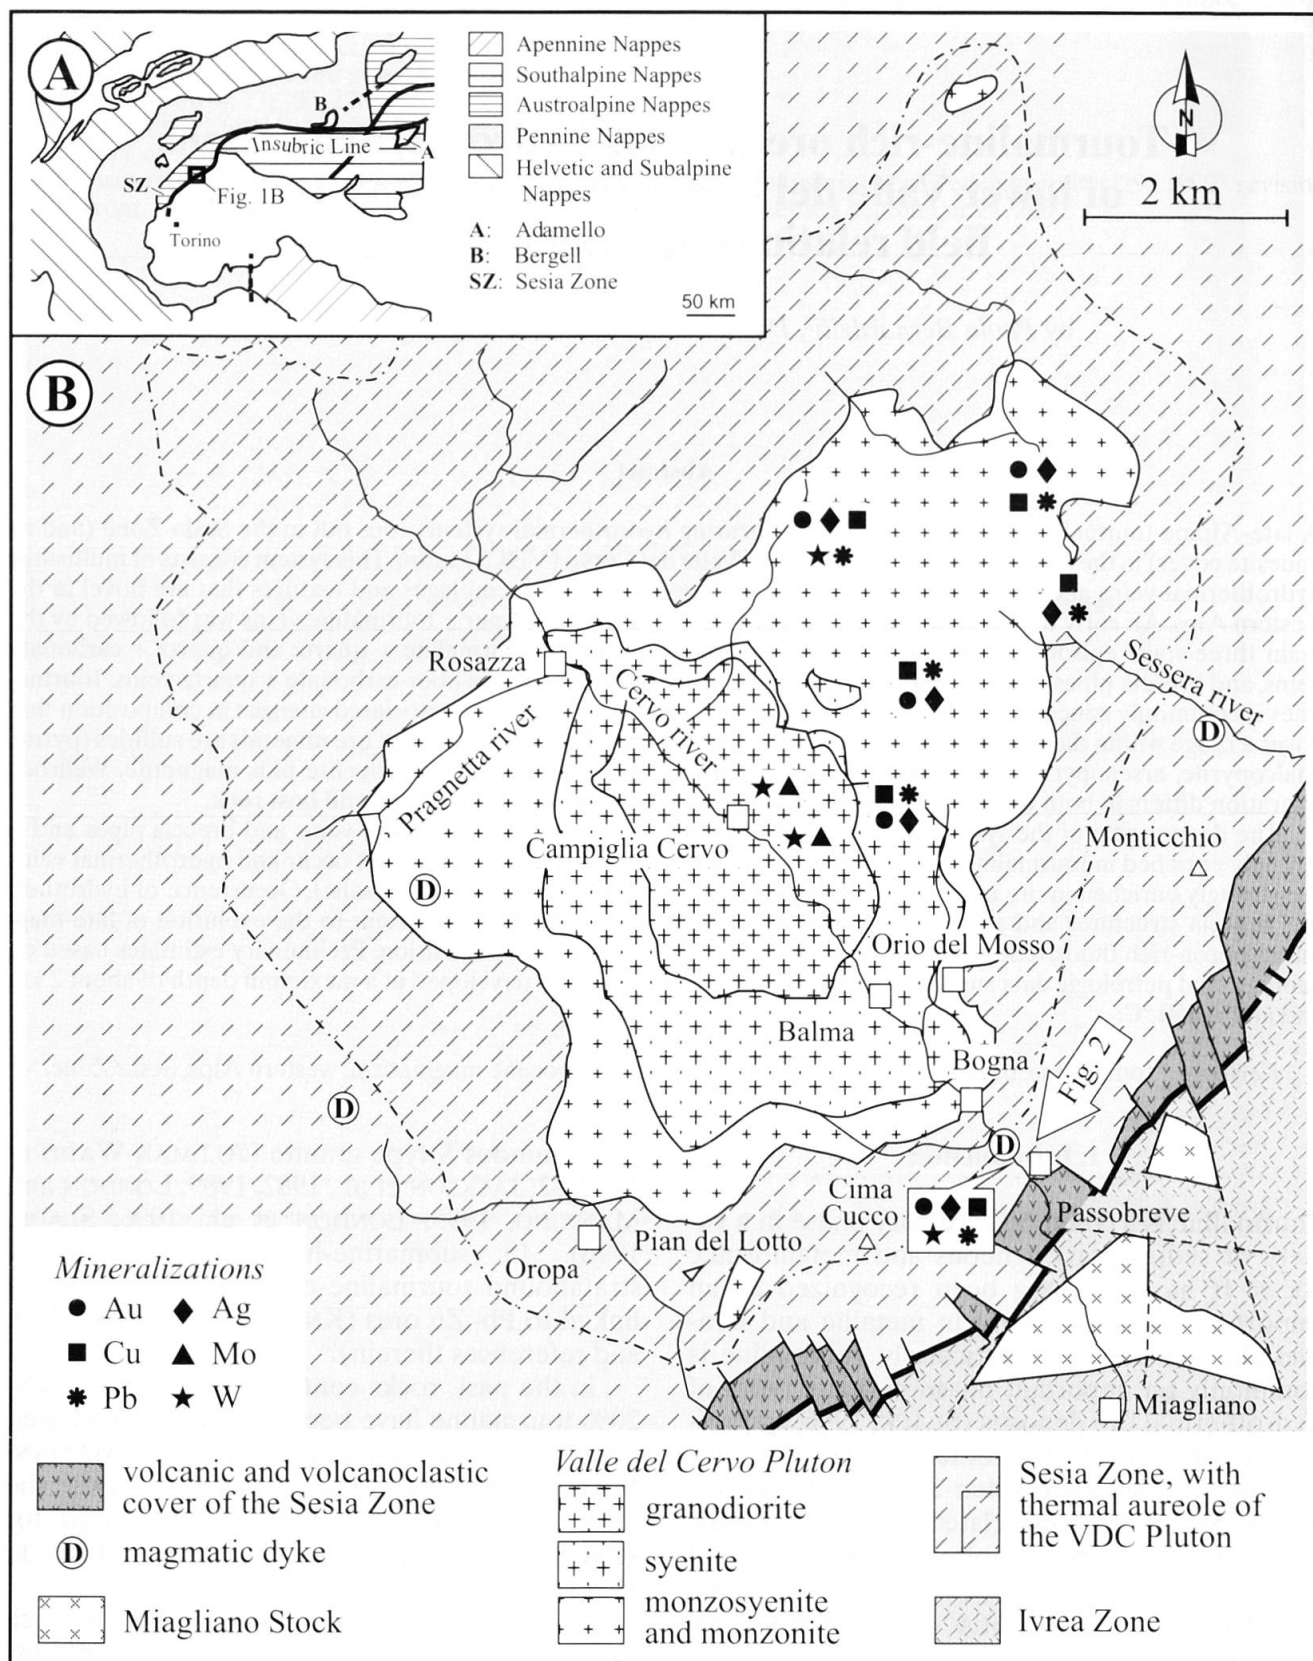 A
Apennine Nappes
Southalpine Nappes
Austroalpine Nappes
Pennine Nappes
Helvetic and Subalpine
Nappes
A: Adamello
B: Bergell
SZ: Sesia Zone
50 km
B
Insubric Line
A
SZ
Fig. 1B
Torino
N
2 km
B
Rosazza
Cervo river
Pragnetta river
Sessera river
D
Campiglia Cervo
Monticchio
D
Orio del Mosso
IL
Balma
Bogna
Fig. 2
D
D
Cima
Cucco
Passobreve
Pian del Lotto
Oropa
Miagliano
Mineralizations
Au Ag
Cu Mo
Pb W
volcanic and volcanoclastic
cover of the Sesia Zone
D magmatic dyke
Miagliano Stock
Valle del Cervo Pluton
granodiorite
syenite
monzosyenite
and monzonite
Sesia Zone, with
thermal aureole of
the VDC Pluton
Ivrea Zone